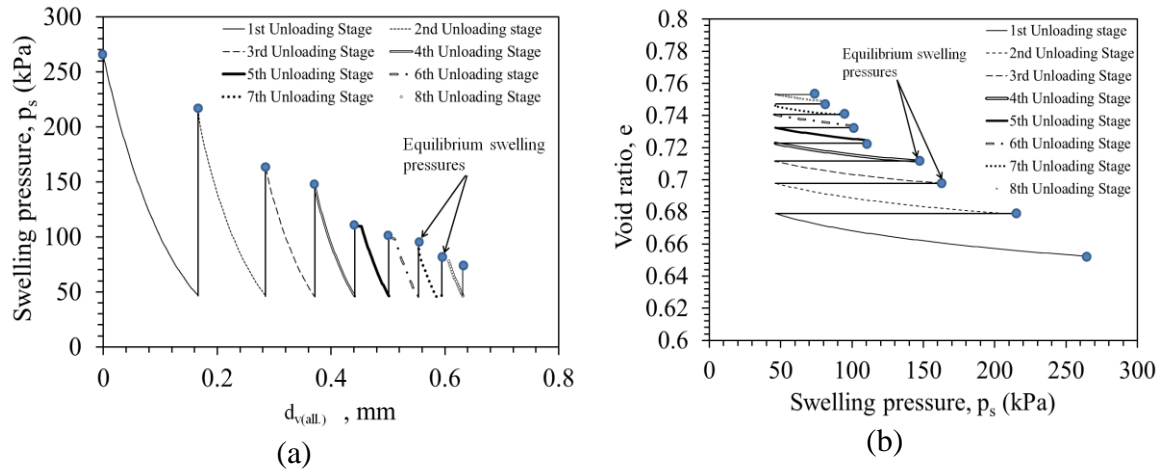 300
250
200
150
100
50
0
Swelling pressure, pₛ (kPa)
1st Unloading Stage
2nd Unloading Stage
3rd Unloading Stage
4th Unloading Stage
5th Unloading Stage
6th Unloading stage
7th Unloading Stage
8th Unloading Stage
Equilibrium swelling
pressures
0 0.2 0.4 0.6 0.8
dᵥ₍ₐₗₗ.₎ , mm
(a)
0.8
0.78
0.76
0.74
0.72
0.7
0.68
0.66
0.64
0.62
0.6
Void ratio, e
Equilibrium swelling
pressures
1st Unloading stage
2nd Unloading Stage
3rd Unloading Stage
4th Unloading Stage
5th Unloading Stage
6th Unloading Stage
7th Unloading Stage
8th Unloading Stage
0 50 100 150 200 250 300
Swelling pressure, pₛ (kPa)
(b)